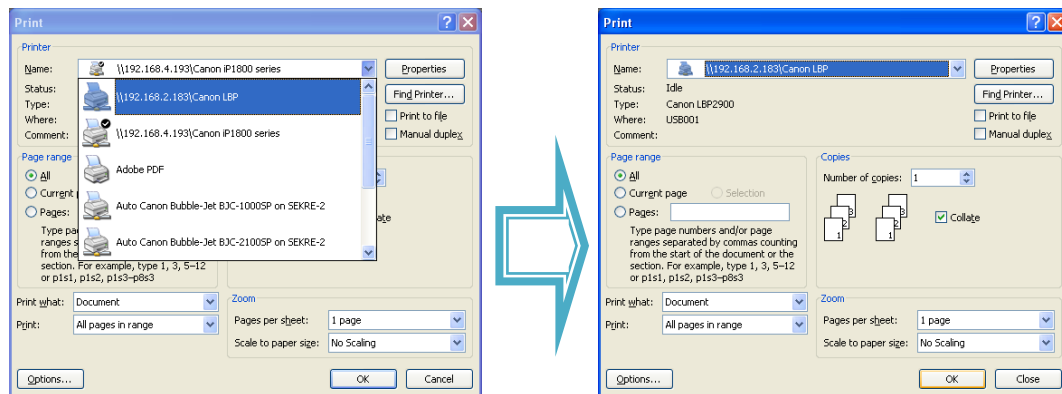 Print
Printer
Name: \\192.168.4.193\Canon iP1800 series Properties
\\192.168.2.183\Canon LBP
\\192.168.4.193\Canon iP1800 series
Adobe PDF
Auto Canon Bubble-Jet BJC-1000SP on SEKRE-2
Auto Canon Bubble-Jet BJC-2100SP on SEKRE-2
Status: Find Printer...
Type:
Where: Print to file
Comment: Manual duplex
Page range
All
Current
Pages:
Type
ranges
from the
section. For example, type 1, 3, 5–12
or p1s1, p1s2, p1s3–p8s3
Print what: Document
Print: All pages in range
Zoom
Pages per sheet: 1 page
Scale to paper size: No Scaling
Options... OK Cancel
Print
Printer
Name: \\192.168.2.183\Canon LBP Properties
Status: Idle Find Printer...
Type: Canon LBP2900
Where: USB001 Print to file
Comment: Manual duplex
Page range
All
Current page Selection
Pages:
Type page numbers and/or page
ranges separated by commas counting
from the start of the document or the
section. For example, type 1, 3, 5–12
or p1s1, p1s2, p1s3–p8s3
Copies
Number of copies: 1
3 3
2 2
1 1
Collate
Print what: Document
Print: All pages in range
Zoom
Pages per sheet: 1 page
Scale to paper size: No Scaling
Options... OK Close